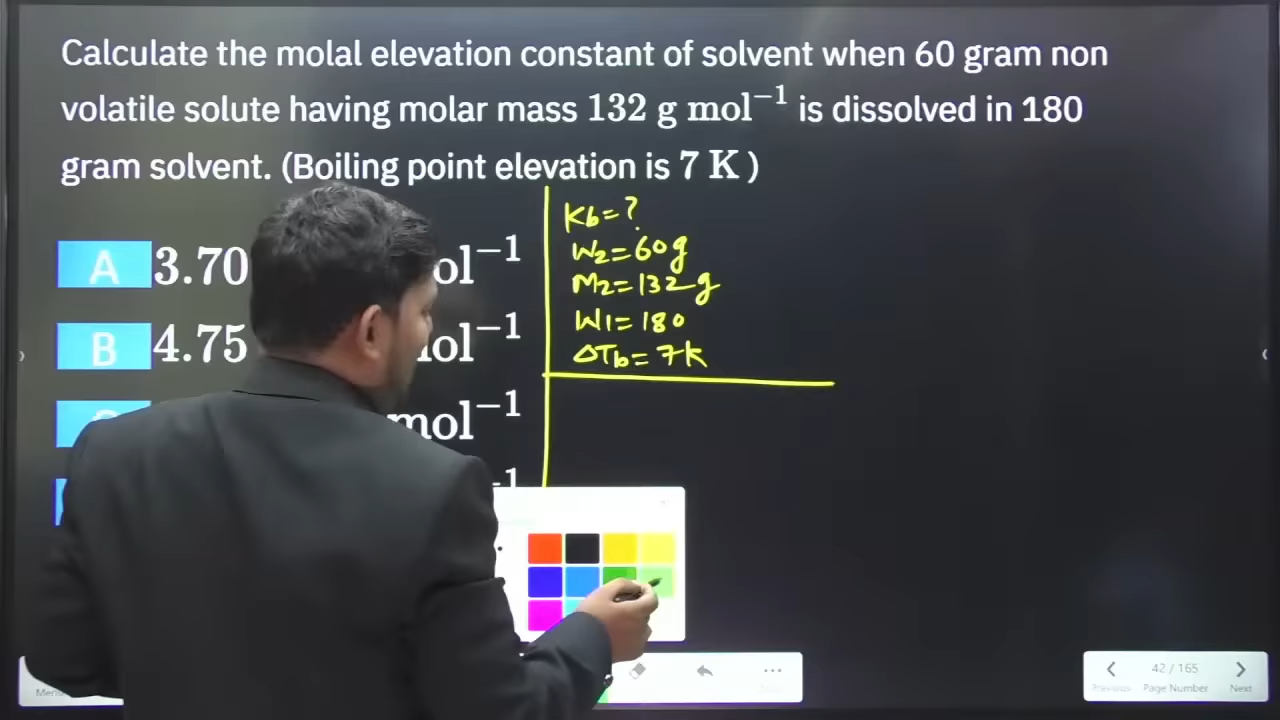 Calculate the molal elevation constant of solvent when 60 gram non
volatile solute having molar mass 132 g mol⁻¹ is dissolved in 180
gram solvent. (Boiling point elevation is 7 K )
A 3.70 ol⁻¹
B 4.75 ol⁻¹
mol⁻¹
-1
Kb=?
W2=60g
M2=132g
W1=180
ΔTb=7k
42 / 165
Previous Page Number Next